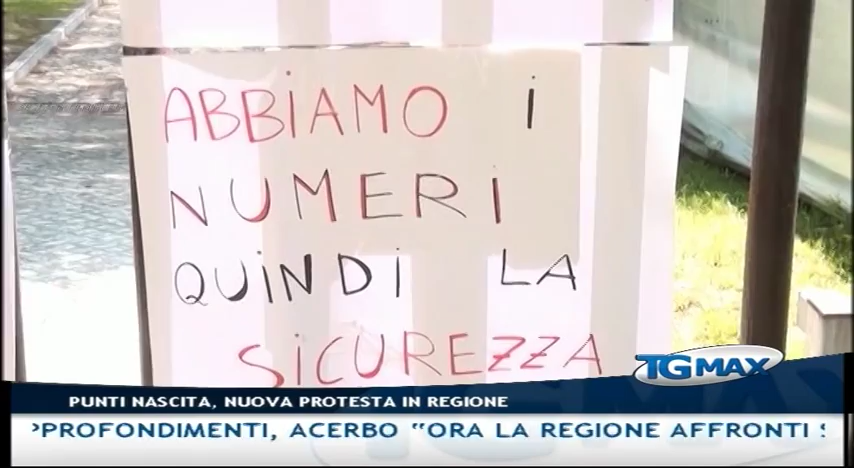 ABBiAMO i
NUMERi
QUiNDi LA
SiCUREZZA
TGMAX
PUNTI NASCITA, NUOVA PROTESTA IN REGIONE
PROFONDIMENTI, ACERBO “ORA LA REGIONE AFFRONTI